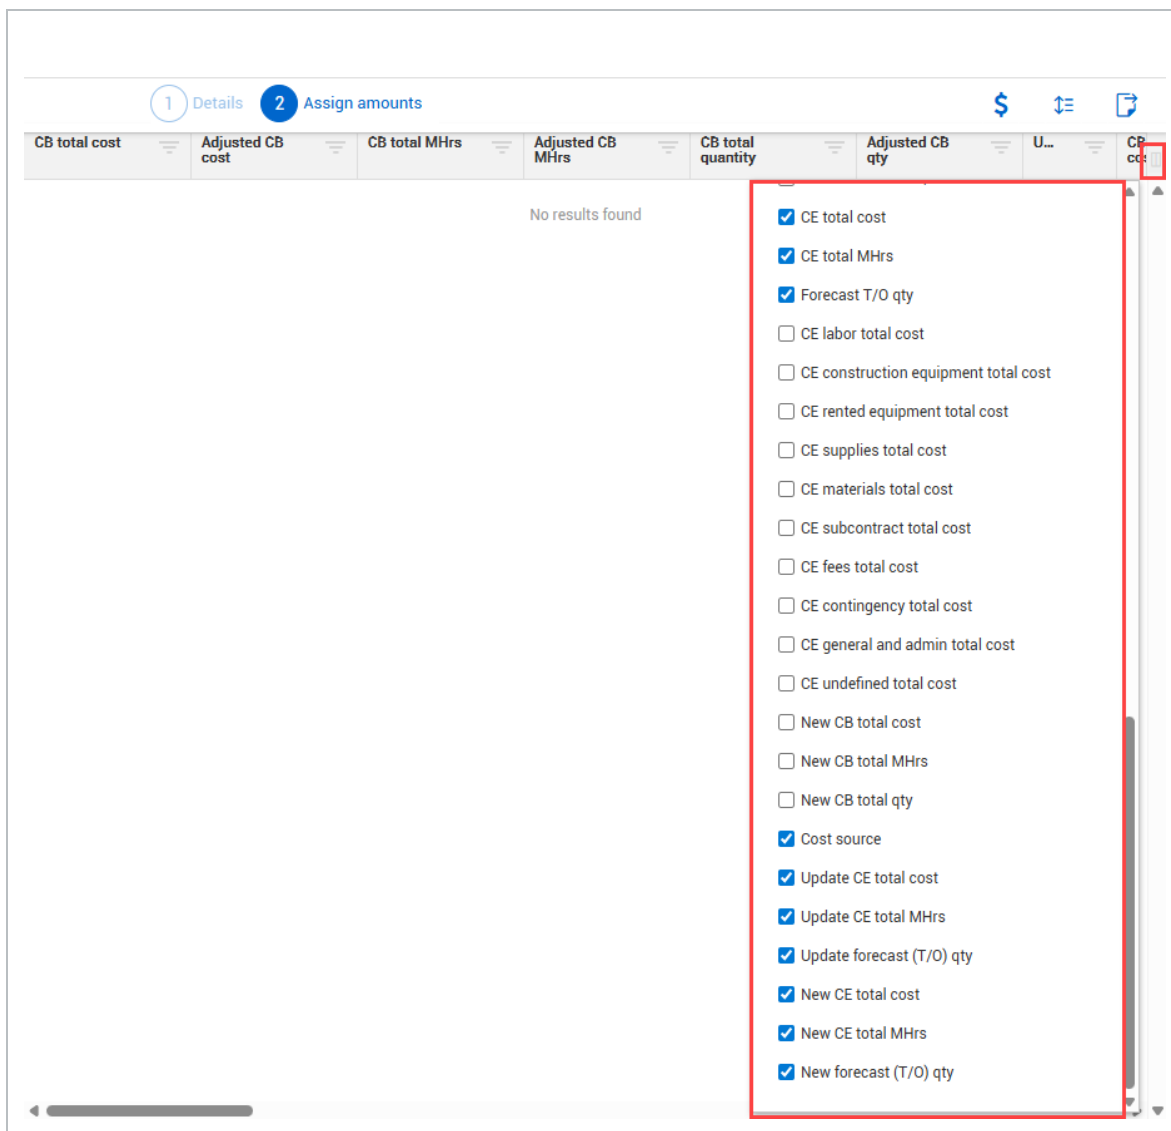 1 Details 2 Assign amounts $
CB total cost Adjusted CB CB total MHrs Adjusted CB CB total Adjusted CB U... CB
cost MHrs quantity qty
No results found
CE total cost
CE total MHrs
Forecast T/O qty
CE labor total cost
CE construction equipment total cost
CE rented equipment total cost
CE supplies total cost
CE materials total cost
CE subcontract total cost
CE fees total cost
CE contingency total cost
CE general and admin total cost
CE undefined total cost
New CB total cost
New CB total MHrs
New CB total qty
Cost source
Update CE total cost
Update CE total MHrs
Update forecast (T/O) qty
New CE total cost
New CE total MHrs
New forecast (T/O) qty